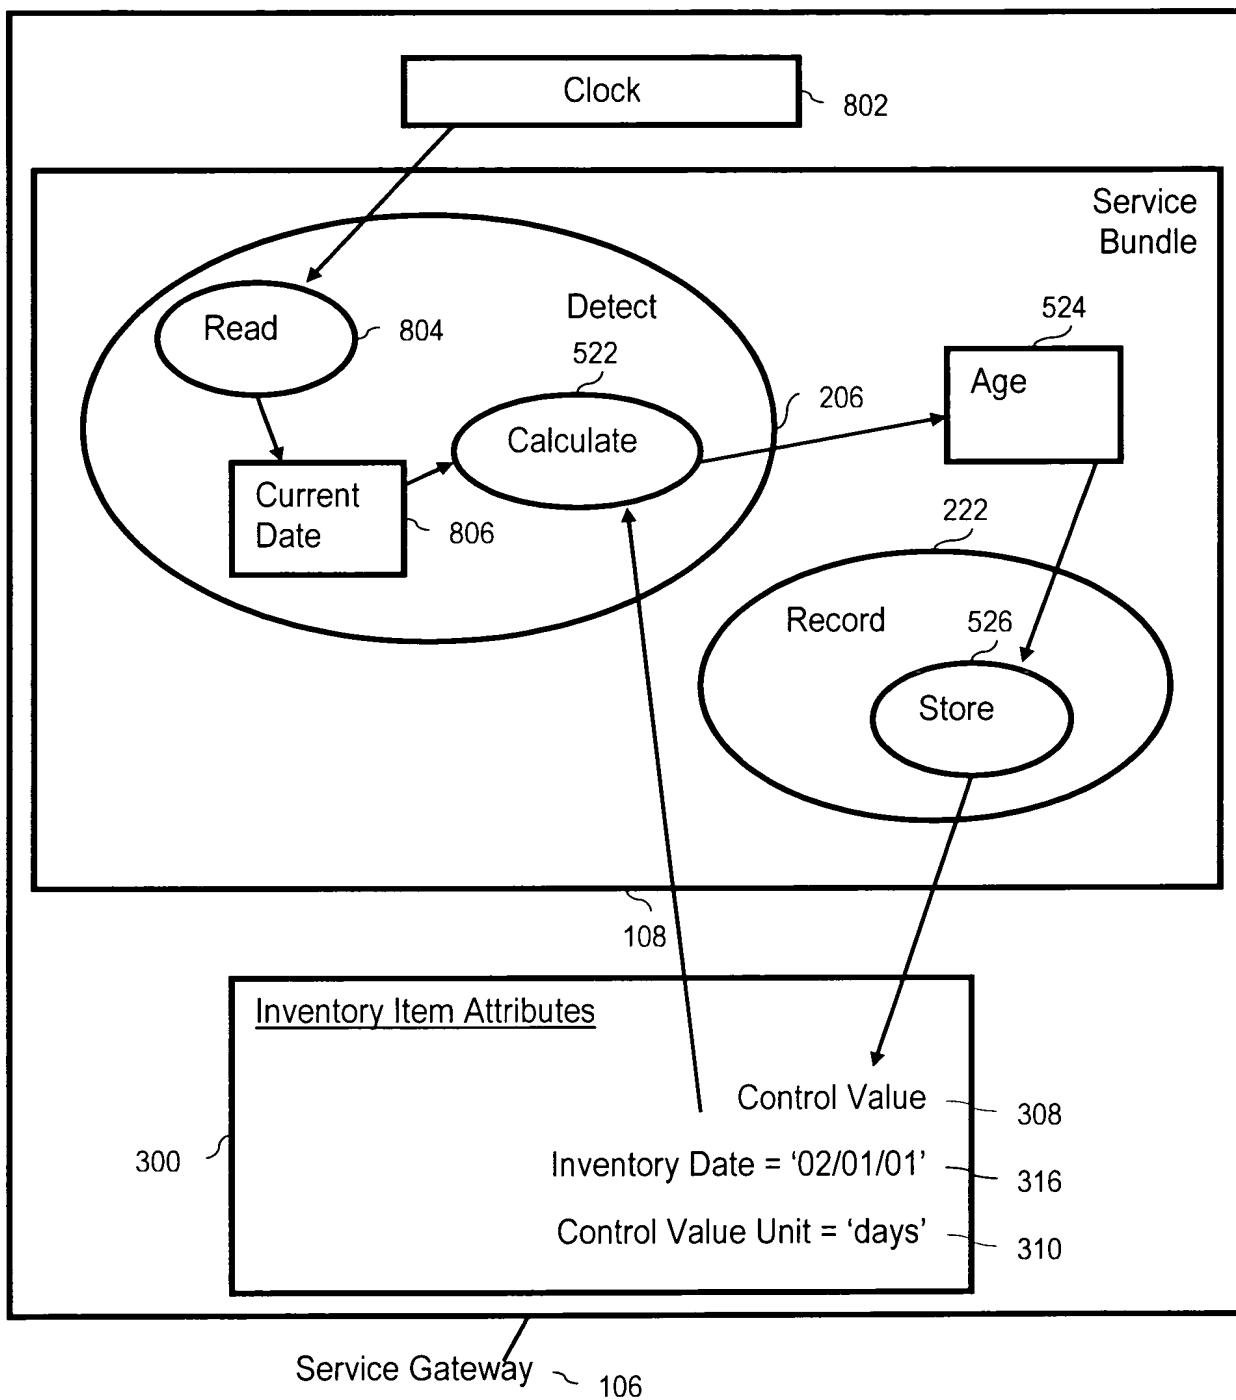 Clock
802
Service
Bundle
Detect
Read
804
522
524
Age
206
Calculate
Current
Date
806
222
Record
526
Store
108
Inventory Item Attributes
Control Value
308
300
Inventory Date = ‘02/01/01’
316
Control Value Unit = ‘days’
310
Service Gateway
106